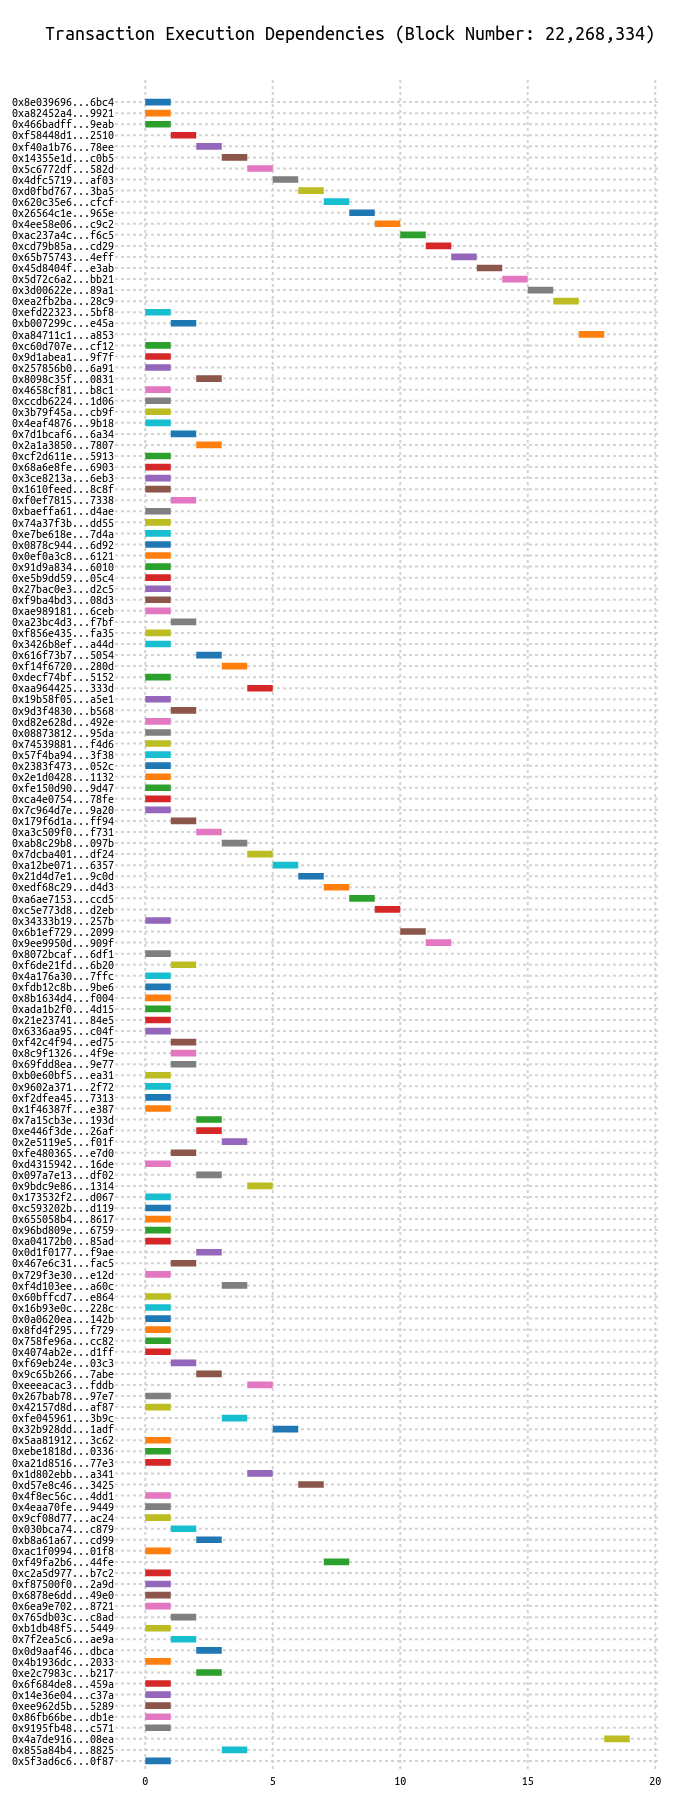 Transaction Execution Dependencies (Block Number: 22,268,334)
0x8e039696...6bc4
0xa82452a4...9921
0x466badff...9eab
0xf58448d1...2510
0xf40a1b76...78ee
0x14355e1d...c0b5
0x5c6772df...582d
0x4dfc5719...af03
0xd0fbd767...3ba5
0x620c35e6...cfcf
0x26564c1e...965e
0x4ee58e06...c9c2
0xac237a4c...f6c5
0xcd79b85a...cd29
0x65b75743...4eff
0x45d8404f...e3ab
0x5d72c6a2...bb21
0x3d00622e...89a1
0xea2fb2ba...28c9
0xefd22323...5bf8
0xb007299c...e45a
0xa84711c1...a853
0xc60d707e...cf12
0x9d1abea1...9f7f
0x257856b0...6a91
0x8098c35f...0831
0x4658cf81...b8c1
0xccdb6224...1d06
0x3b79f45a...cb9f
0x4eaf4876...9b18
0x7d1bcaf6...6a34
0x2a1a3850...7807
0xcf2d611e...5913
0x68a6e8fe...6903
0x3ce8213a...6eb3
0x1610feed...8c8f
0xf0ef7815...7338
0xbaeffa61...d4ae
0x74a37f3b...dd55
0xe7be618e...7d4a
0x0878c944...6d92
0x0ef0a3c8...6121
0x91d9a834...6010
0xe5b9dd59...05c4
0x27bac0e3...d2c5
0xf9ba4bd3...08d3
0xae989181...6ceb
0xa23bc4d3...f7bf
0xf856e435...fa35
0x3426b8ef...a44d
0x616f73b7...5054
0xf14f6720...280d
0xdecf74bf...5152
0xaa964425...333d
0x19b58f05...a5e1
0x9d3f4830...b568
0xd82e628d...492e
0x08873812...95da
0x74539881...f4d6
0x57f4ba94...3f38
0x2383f473...052c
0x2e1d0428...1132
0xfe150d90...9d47
0xca4e0754...78fe
0x7c964d7e...9a20
0x179f6d1a...ff94
0xa3c509f0...f731
0xab8c29b8...097b
0x7dcba401...df24
0xa12be071...6357
0x21d4d7e1...9c0d
0xedf68c29...d4d3
0xa6ae7153...ccd5
0xc5e773d8...d2eb
0x34333b19...257b
0x6b1ef729...2099
0x9ee9950d...909f
0x8072bcaf...6df1
0xf6de21fd...6b20
0x4a176a30...7ffc
0xfdb12c8b...9be6
0x8b1634d4...f004
0xada1b2f0...4d15
0x21e23741...84e5
0x6336aa95...c04f
0xf42c4f94...ed75
0x8c9f1326...4f9e
0x69fdd8ea...9e77
0xb0e60bf5...ea31
0x9602a371...2f72
0xf2dfea45...7313
0x1f46387f...e387
0x7a15cb3e...193d
0xe446f3de...26af
0x2e5119e5...f01f
0xfe480365...e7d0
0xd4315942...16de
0x097a7e13...df02
0x9bdc9e86...1314
0x173532f2...d067
0xc593202b...d119
0x655058b4...8617
0x96bd809e...6759
0xa04172b0...85ad
0x0d1f0177...f9ae
0x467e6c31...fac5
0x729f3e30...e12d
0xf4d103ee...a60c
0x60bffcd7...e864
0x16b93e0c...228c
0x0a0620ea...142b
0x8fd4f295...f729
0x758fe96a...cc82
0x4074ab2e...d1ff
0xf69eb24e...03c3
0x9c65b266...7abe
0xeeeacac3...fddb
0x267bab78...97e7
0x42157d8d...af87
0xfe045961...3b9c
0x32b928dd...1adf
0x5aa81912...3c62
0xebe1818d...0336
0xa21d8516...77e3
0x1d802ebb...a341
0xd57e8c46...3425
0x4f8ec56c...4dd1
0x4eaa70fe...9449
0x9cf08d77...ac24
0x030bca74...c879
0xb8a61a67...cd99
0xac1f0994...01f8
0xf49fa2b6...44fe
0xc2a5d977...b7c2
0xf87500f0...2a9d
0x6878e6dd...49e0
0x6ea9e702...8721
0x765db03c...c8ad
0xb1db48f5...5449
0x7f2ea5c6...ae9a
0x0d9aaf46...dbca
0x4b1936dc...2033
0xe2c7983c...b217
0x6f684de8...459a
0x14e36e04...c37a
0xee962d5b...5289
0x86fb66be...db1e
0x9195fb48...c571
0x4a7de916...08ea
0x855a84b4...8825
0x5f3ad6c6...0f87
0 5 10 15 20